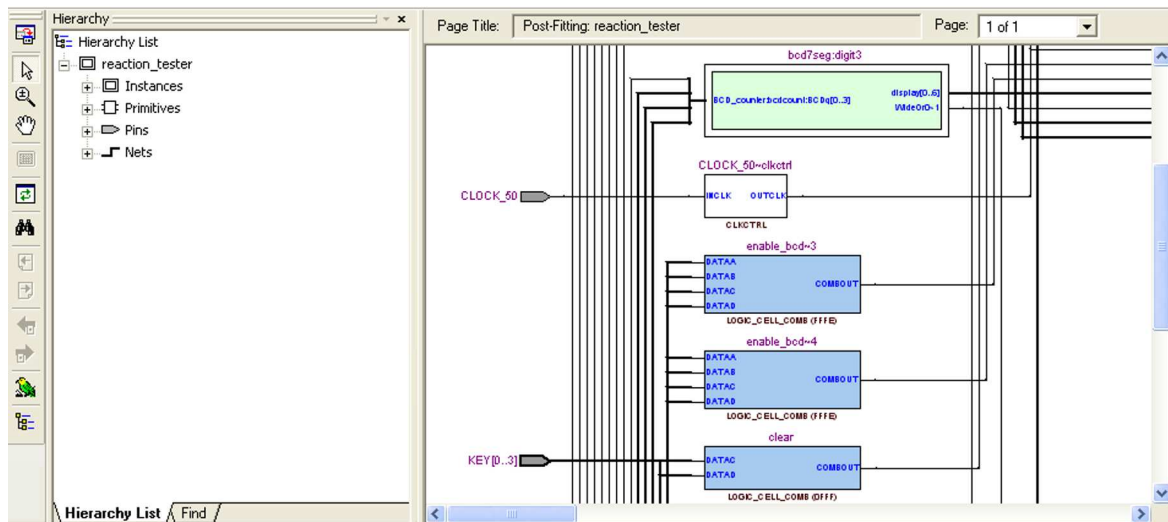 Hierarchy
Hierarchy List
reaction_tester
Instances
Primitives
Pins
Nets
Hierarchy List
Find
Page Title:
Post-Fitting: reaction_tester
Page:
1 of 1
bcd7seg:digit3
BCD_counter:bcdcount:BCDq[0..3]
display[0..6]
WideOr0~1
CLOCK_50~clkctrl
CLOCK_50
INCLK
OUTCLK
CLKCTRL
enable_bcd~3
DATAA
DATAB
DATAC
DATAD
COMBOUT
LOGIC_CELL_COMB (FFFE)
enable_bcd~4
DATAA
DATAB
DATAC
DATAD
COMBOUT
LOGIC_CELL_COMB (FFFE)
clear
KEY[0..3]
DATAC
DATAD
COMBOUT
LOGIC_CELL_COMB (0FFF)